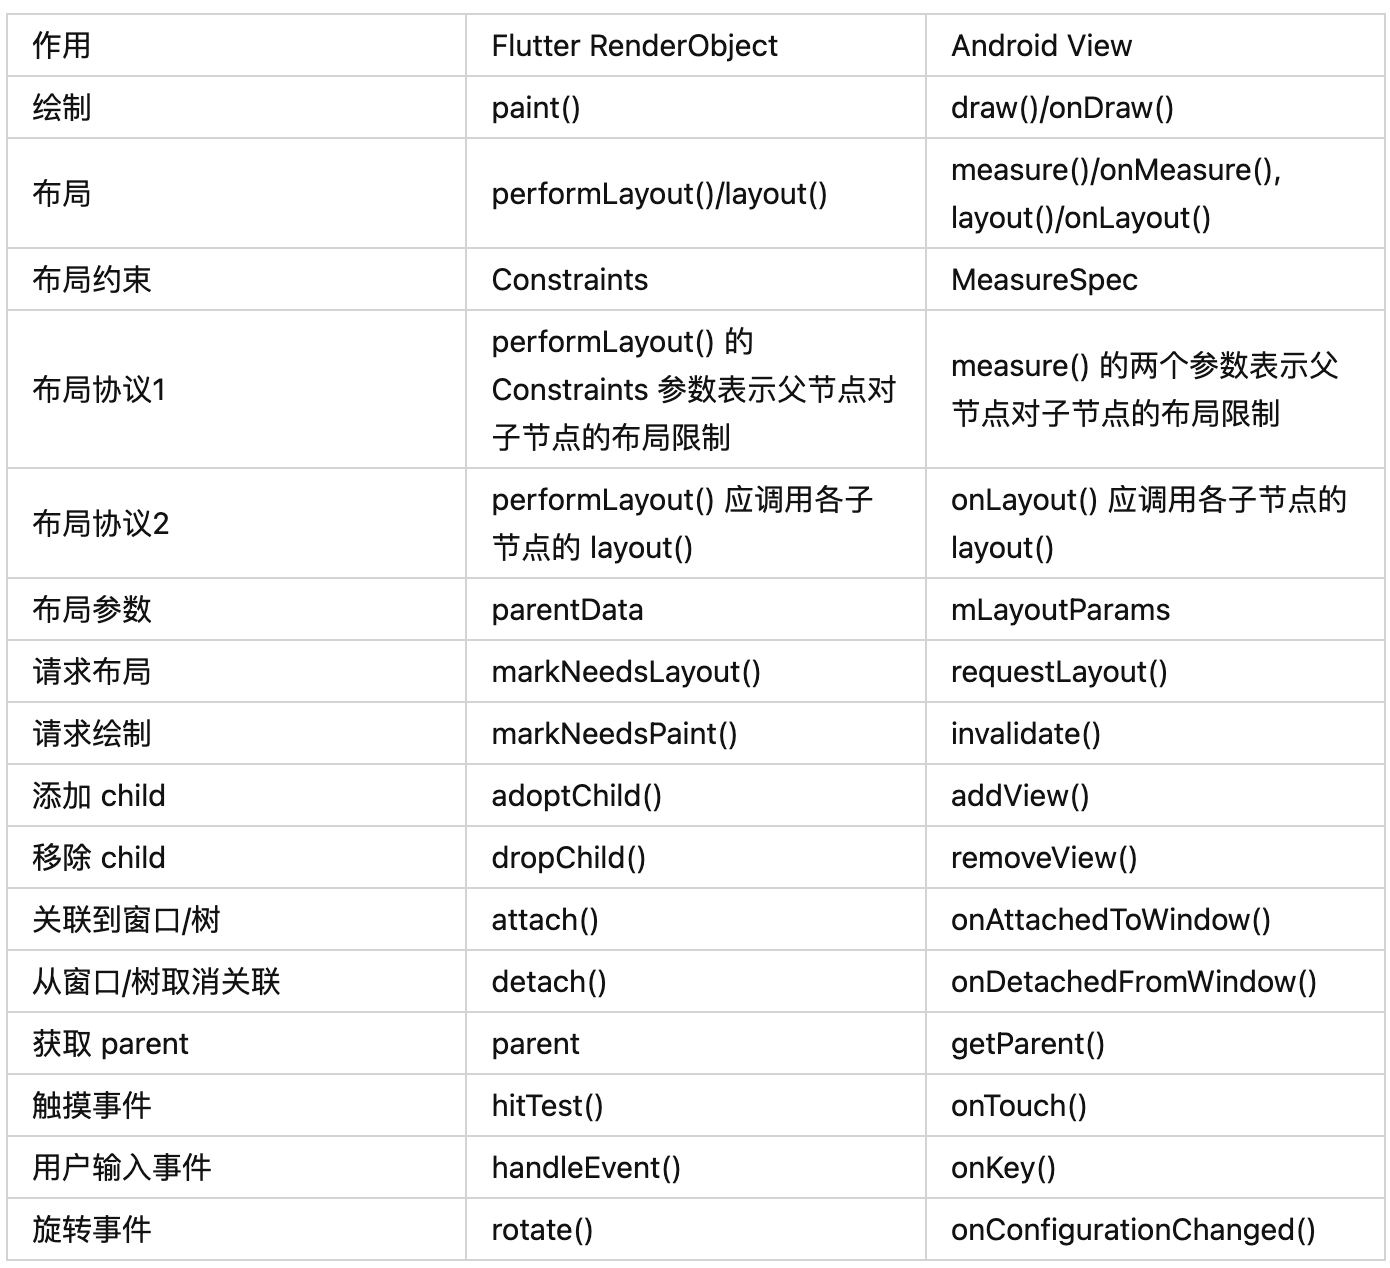 作用
Flutter RenderObject
Android View
绘制
paint()
draw()/onDraw()
布局
performLayout()/layout()
measure()/onMeasure(),
layout()/onLayout()
布局约束
Constraints
MeasureSpec
布局协议1
performLayout() 的
Constraints 参数表示父节点对
子节点的布局限制
measure() 的两个参数表示父
节点对子节点的布局限制
布局协议2
performLayout() 应调用各子
节点的 layout()
onLayout() 应调用各子节点的
layout()
布局参数
parentData
mLayoutParams
请求布局
markNeedsLayout()
requestLayout()
请求绘制
markNeedsPaint()
invalidate()
添加 child
adoptChild()
addView()
移除 child
dropChild()
removeView()
关联到窗口/树
attach()
onAttachedToWindow()
从窗口/树取消关联
detach()
onDetachedFromWindow()
获取 parent
parent
getParent()
触摸事件
hitTest()
onTouch()
用户输入事件
handleEvent()
onKey()
旋转事件
rotate()
onConfigurationChanged()